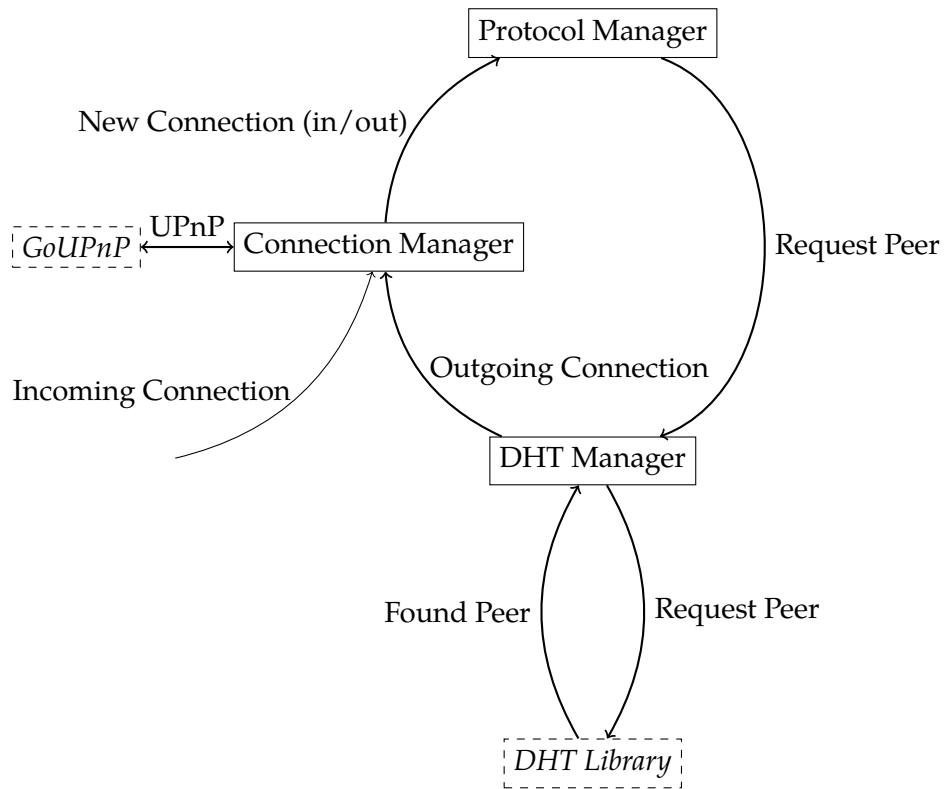 Protocol Manager
New Connection (in/out)
UPnP
GoUPnP
Connection Manager
Request Peer
Outgoing Connection
Incoming Connection
DHT Manager
Found Peer
Request Peer
DHT Library